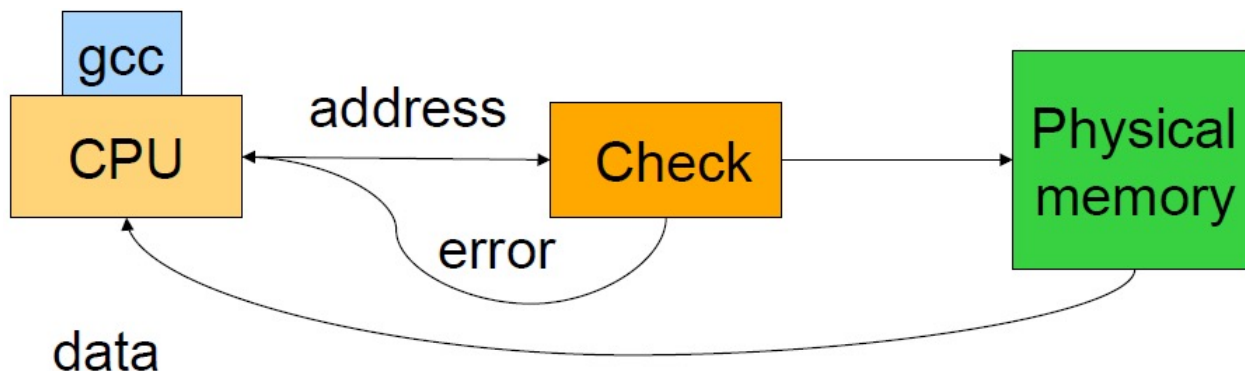 gcc
CPU
address
Check
Physical
memory
error
data